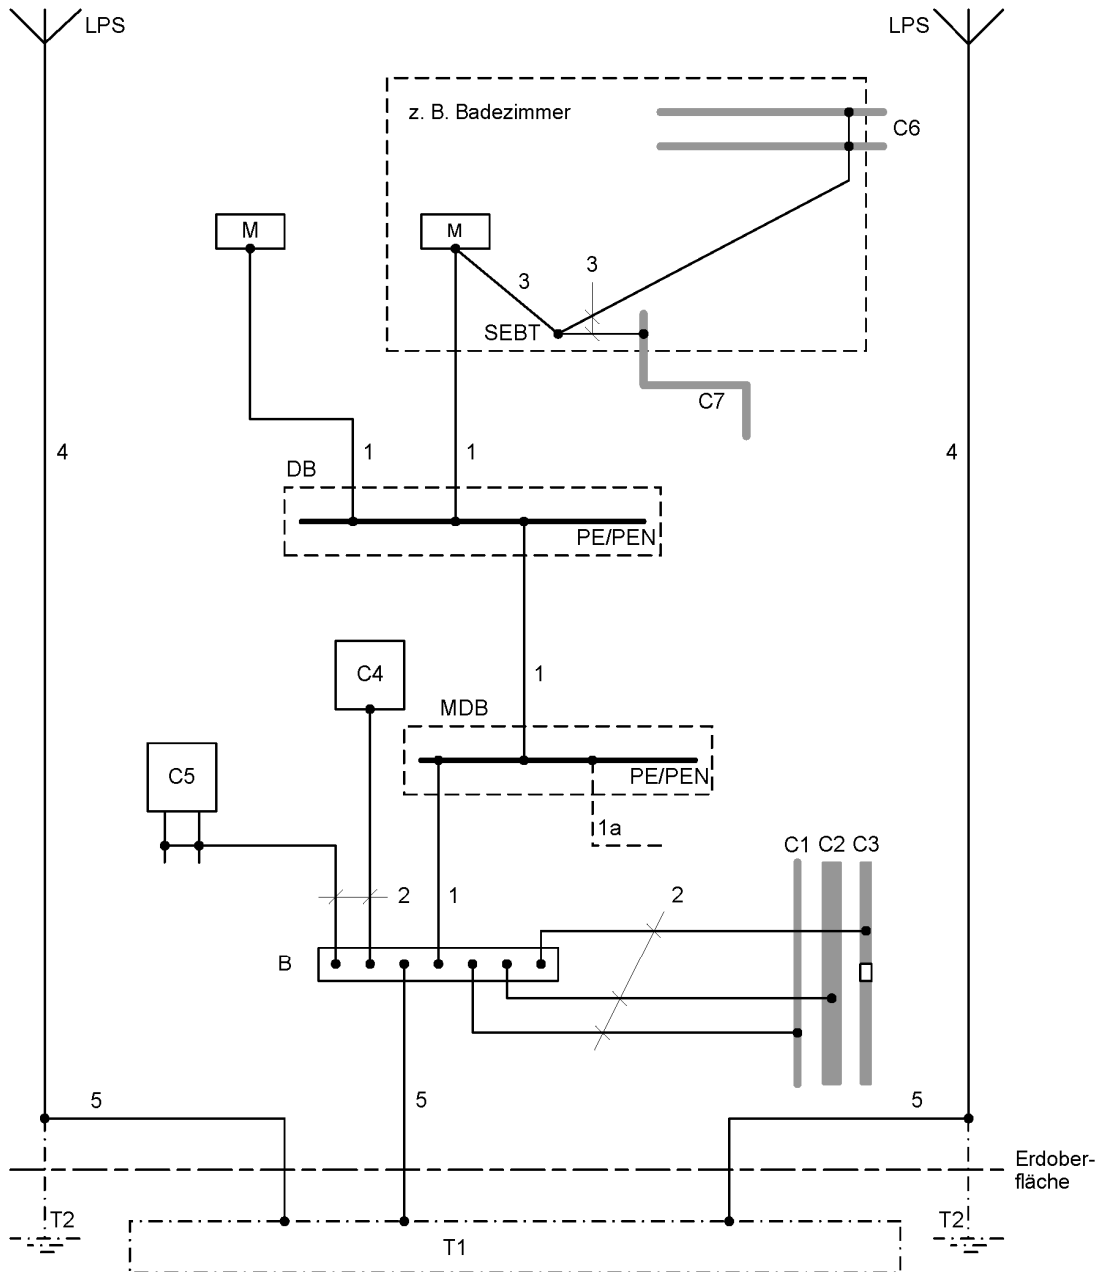 LPS
LPS
z. B. Badezimmer
C6
M
M
3
3
SEBT
C7
4
1
1
4
DB
PE/PEN
C4
1
MDB
C5
PE/PEN
1a
C1
C2
C3
2
1
2
B
5
5
5
Erdober-
fläche
T2
T2
T1